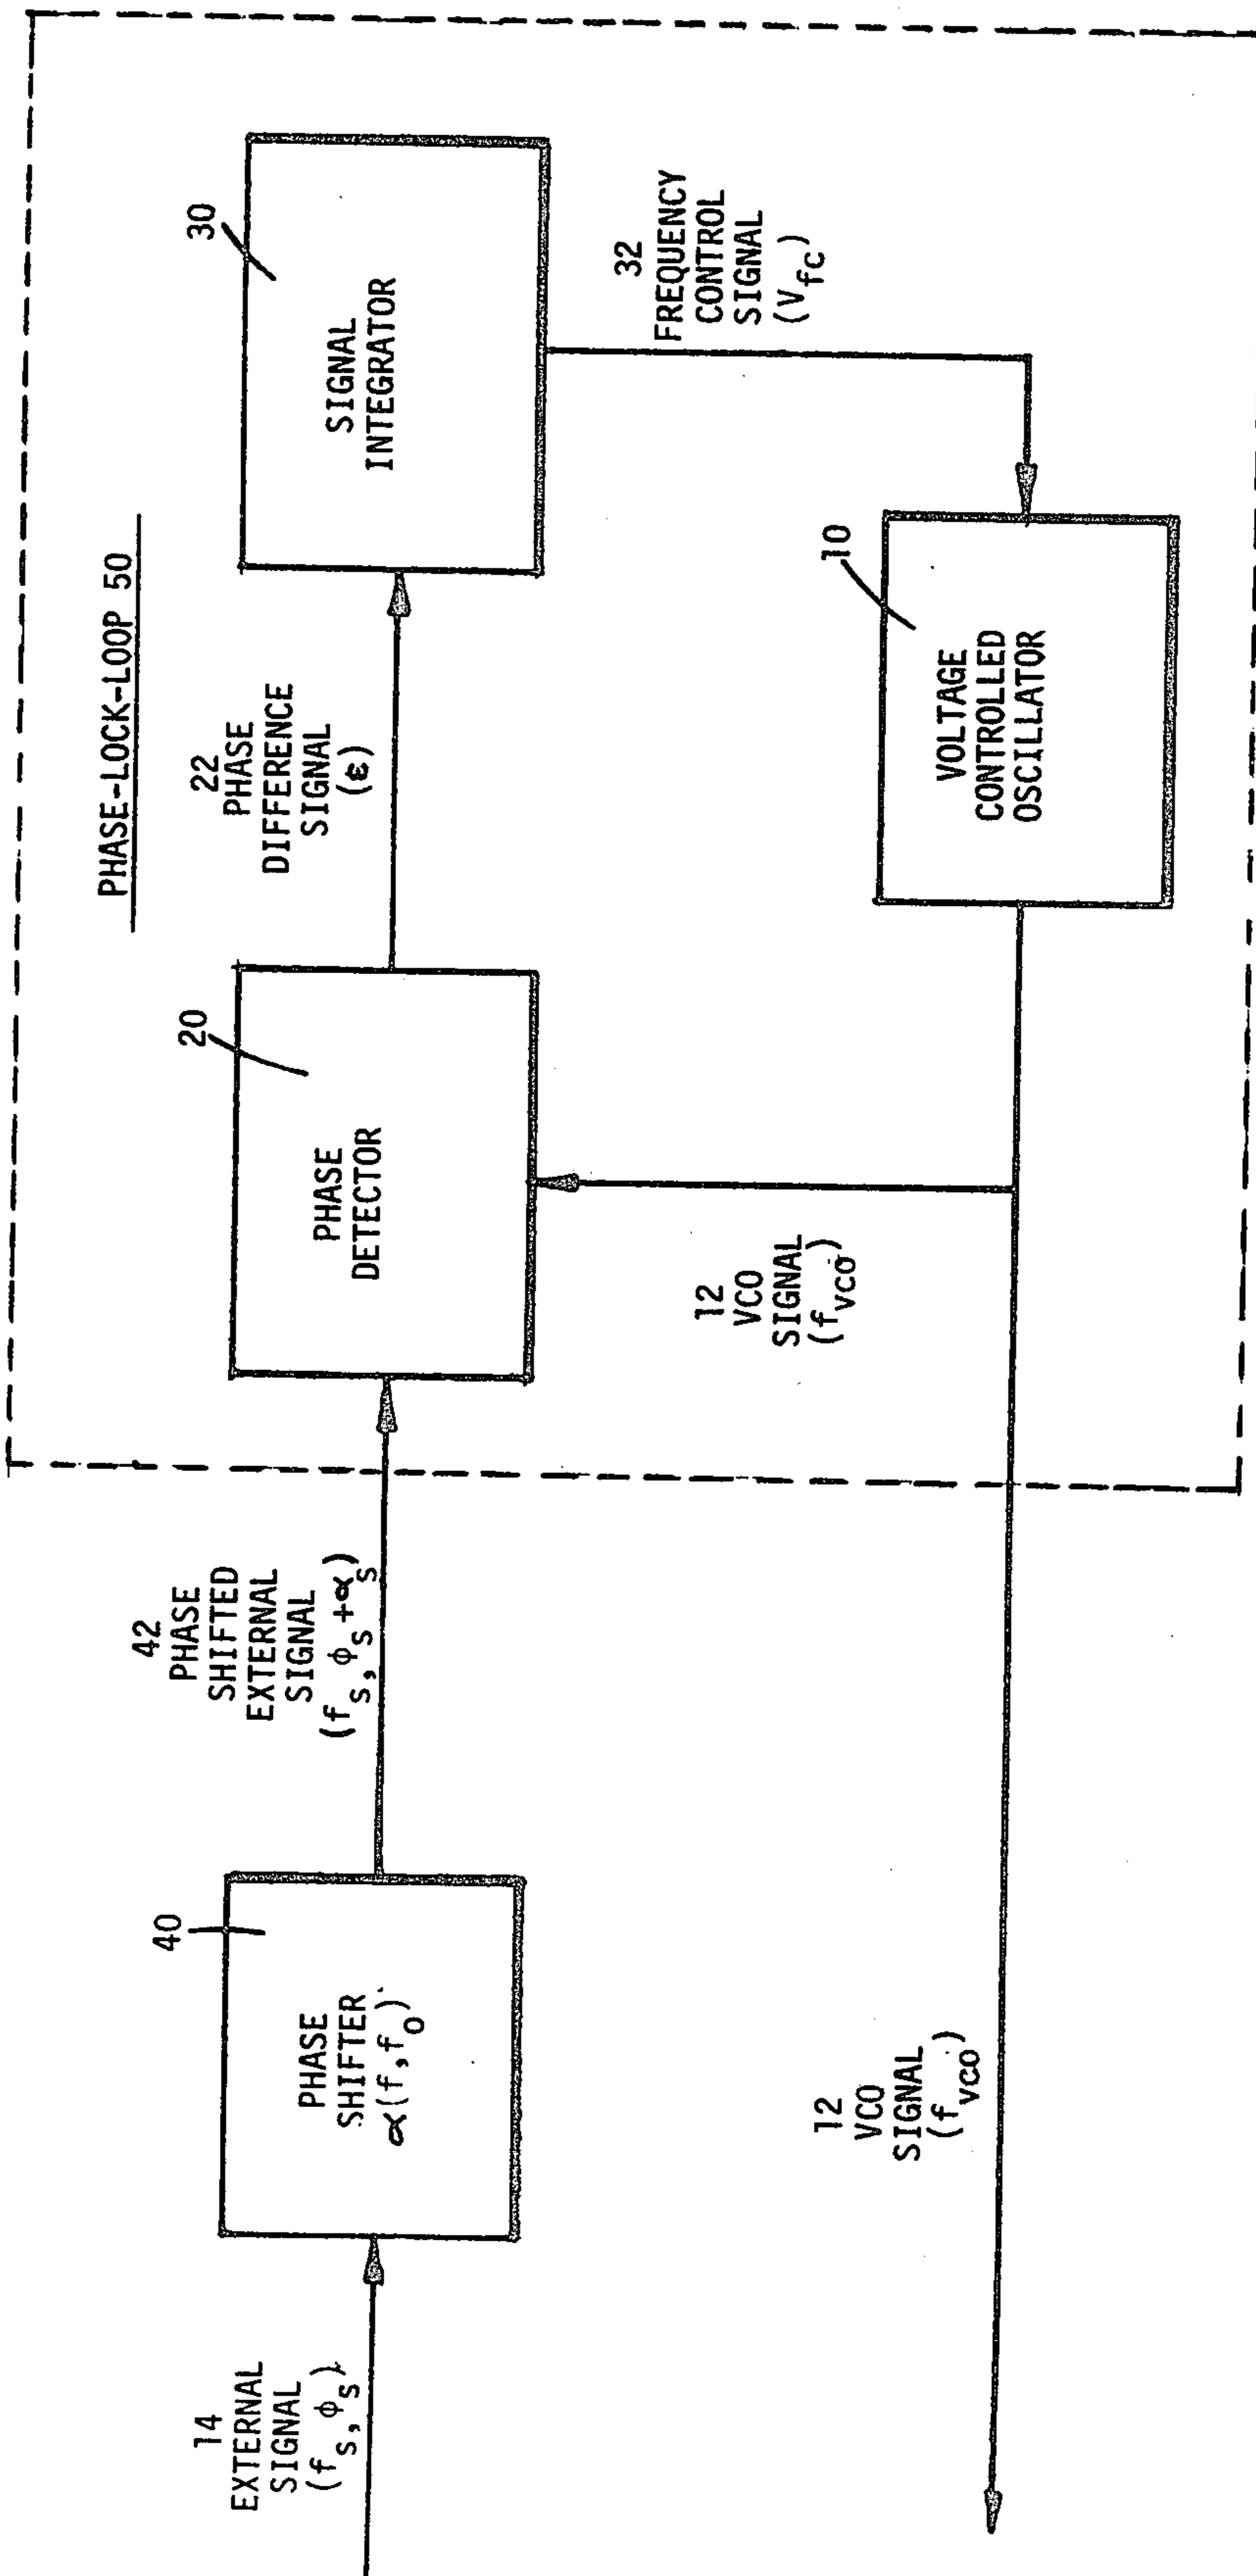 PHASE-LOCK-LOOP 50
14
EXTERNAL
SIGNAL
(f_s, ϕ_s)
40
PHASE
SHIFTER
α(f,f_o)
42
PHASE
SHIFTED
EXTERNAL
SIGNAL
(f_s, ϕ_s+α_s)
20
PHASE
DETECTOR
22
PHASE
DIFFERENCE
SIGNAL
(ε)
30
SIGNAL
INTEGRATOR
32
FREQUENCY
CONTROL
SIGNAL
(V_fc)
10
VOLTAGE
CONTROLLED
OSCILLATOR
12
VCO
SIGNAL
(f_vco)
12
VCO
SIGNAL
(f_vco)